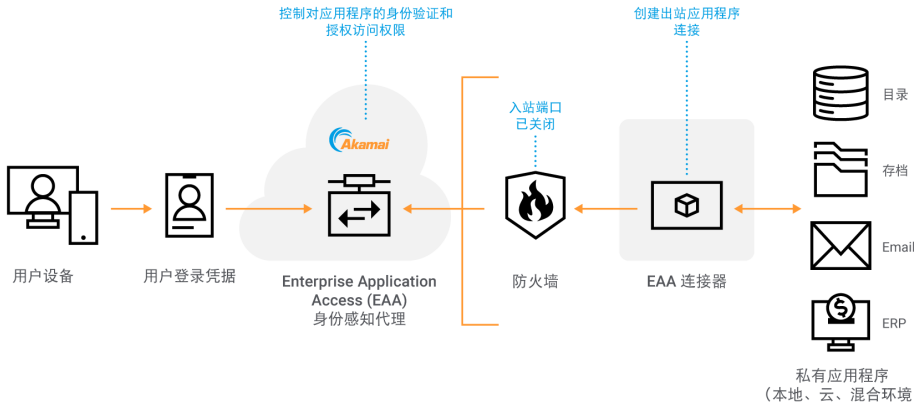 控制对应用程序的身份验证和
授权访问权限
创建出站应用程序
连接
入站端口
已关闭
Akamai
目录
存档
Email
ERP
用户设备
用户登录凭据
Enterprise Application
Access (EAA)
身份感知代理
防火墙
EAA 连接器
私有应用程序
（本地、云、混合环境